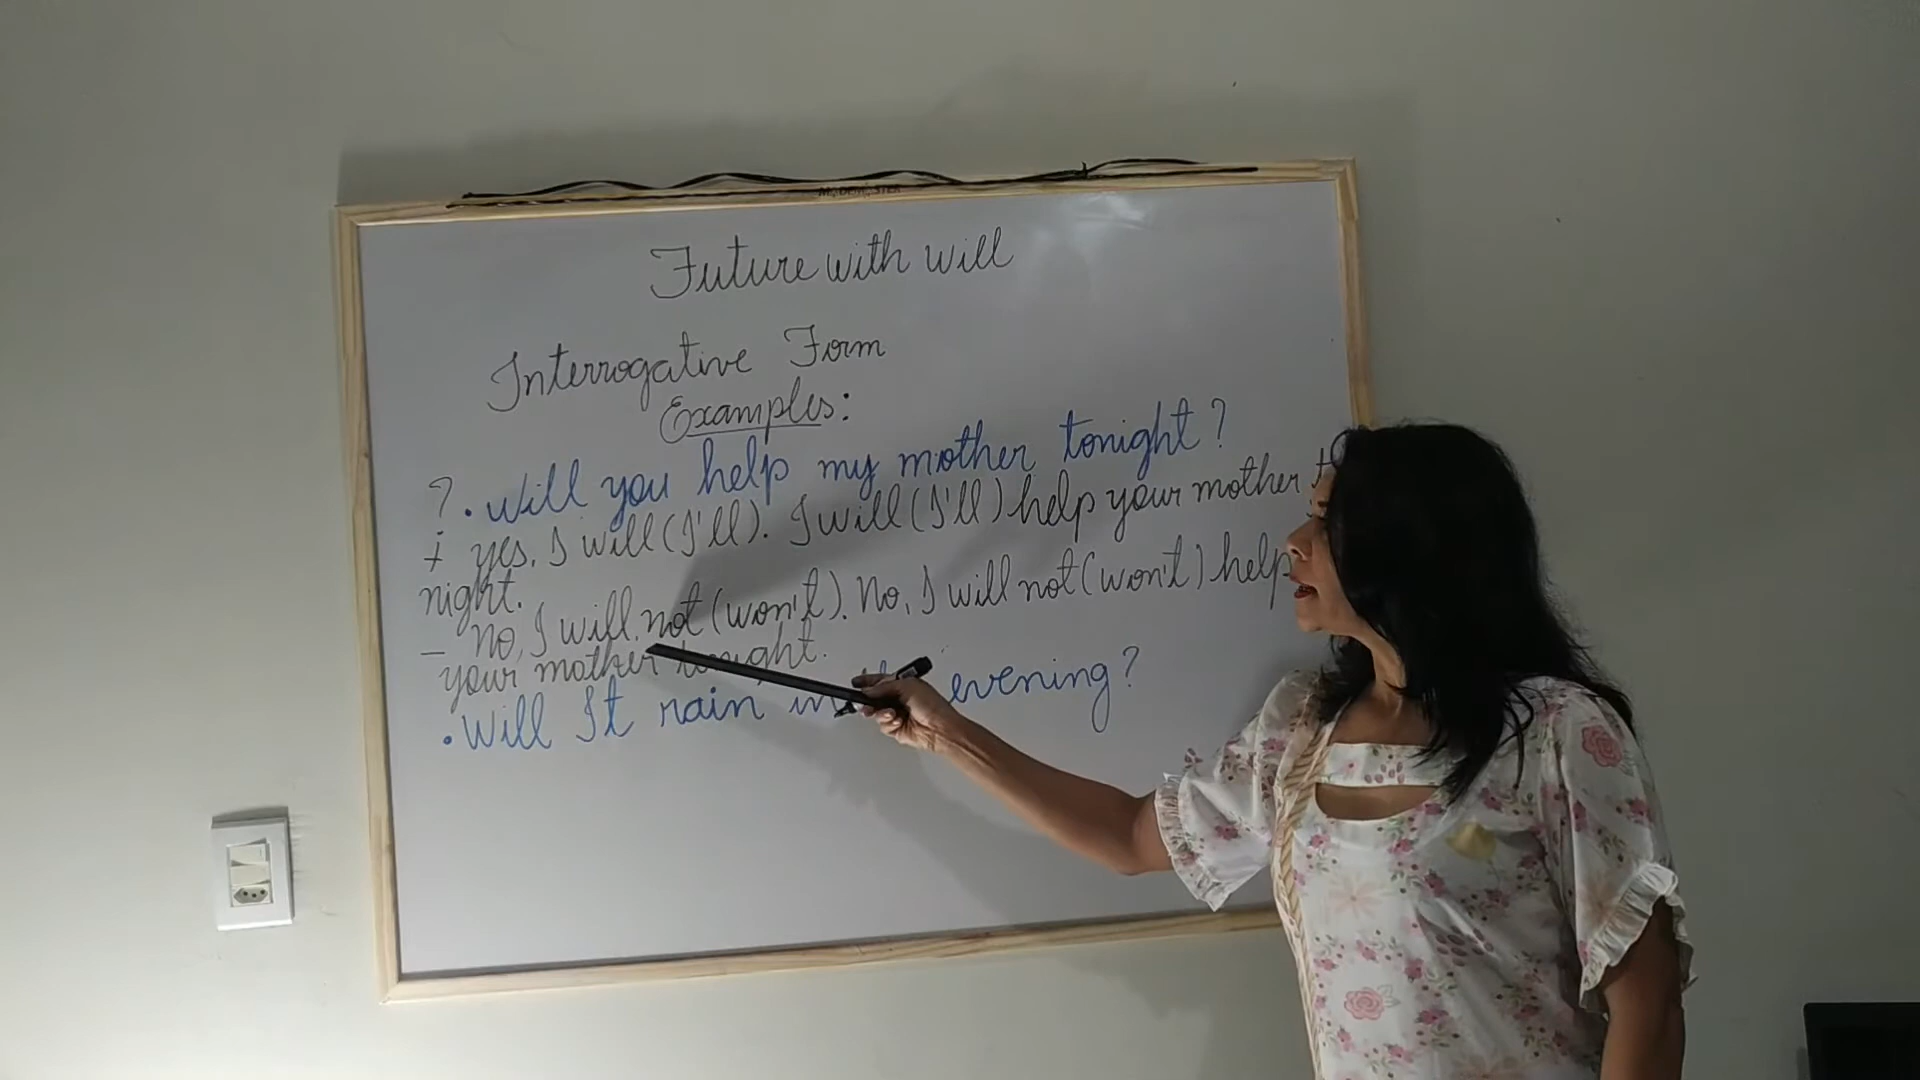 Future with will
Interrogative Form
Examples:
?. Will you help my mother tonight?
+ yes, I will (I'll). I will (I'll) help your mother
night.
- No, I will not (won't). No, I will not (won't) help
your mother tonight.
. Will It rain in evening?